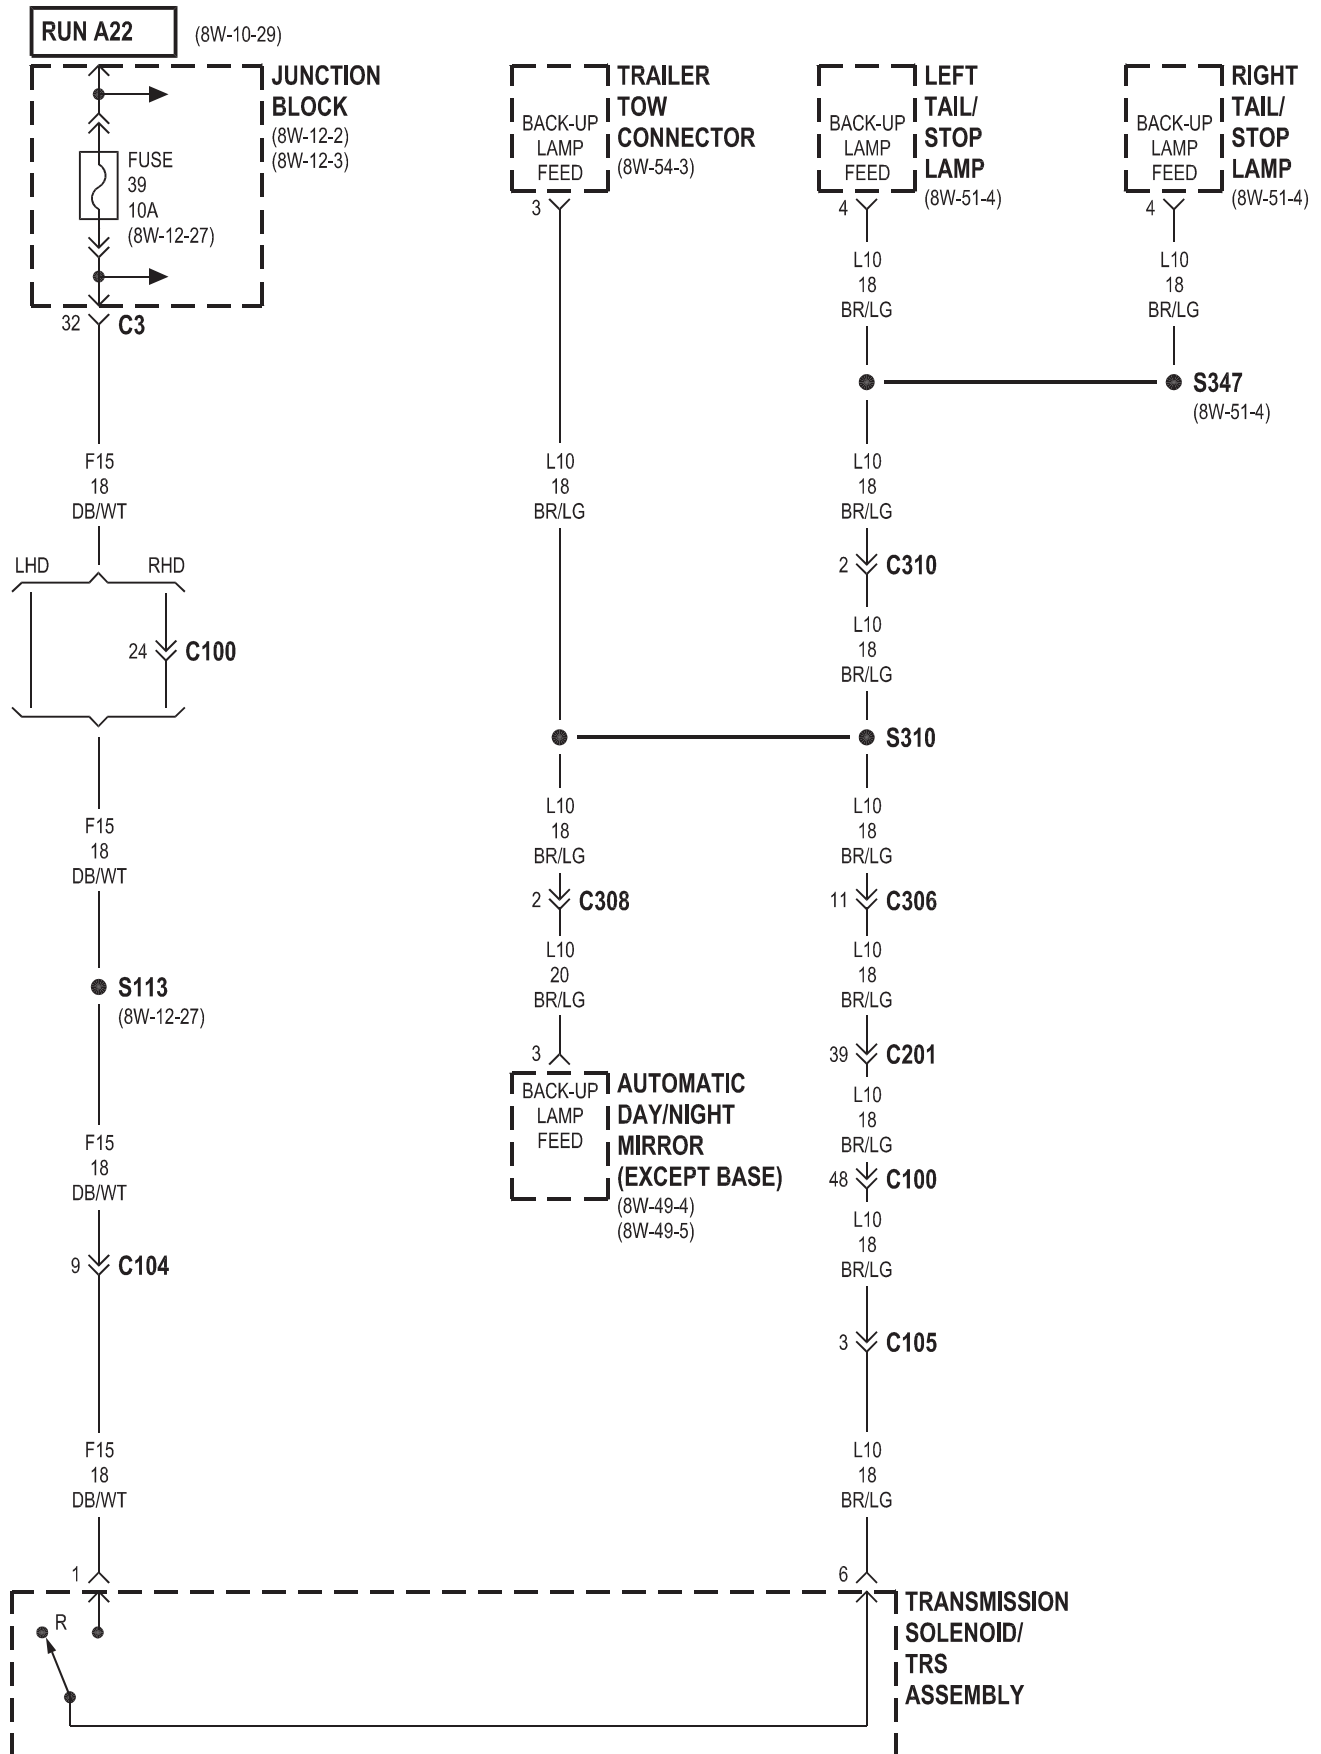 RUN A22
(8W-10-29)
JUNCTION
BLOCK
(8W-12-2)
(8W-12-3)
FUSE
39
10A
(8W-12-27)
32
C3
F15
18
DB/WT
LHD
RHD
24
C100
F15
18
DB/WT
S113
(8W-12-27)
F15
18
DB/WT
9
C104
F15
18
DB/WT
1
R
BACK-UP
LAMP
FEED
TRAILER
TOW
CONNECTOR
(8W-54-3)
3
L10
18
BR/LG
L10
18
BR/LG
2
C308
L10
20
BR/LG
3
BACK-UP
LAMP
FEED
AUTOMATIC
DAY/NIGHT
MIRROR
(EXCEPT BASE)
(8W-49-4)
(8W-49-5)
BACK-UP
LAMP
FEED
LEFT
TAIL/
STOP
LAMP
(8W-51-4)
4
L10
18
BR/LG
BACK-UP
LAMP
FEED
RIGHT
TAIL/
STOP
LAMP
(8W-51-4)
4
L10
18
BR/LG
S347
(8W-51-4)
L10
18
BR/LG
2
C310
L10
18
BR/LG
S310
L10
18
BR/LG
11
C306
L10
18
BR/LG
39
C201
L10
18
BR/LG
48
C100
L10
18
BR/LG
3
C105
L10
18
BR/LG
6
TRANSMISSION
SOLENOID/
TRS
ASSEMBLY